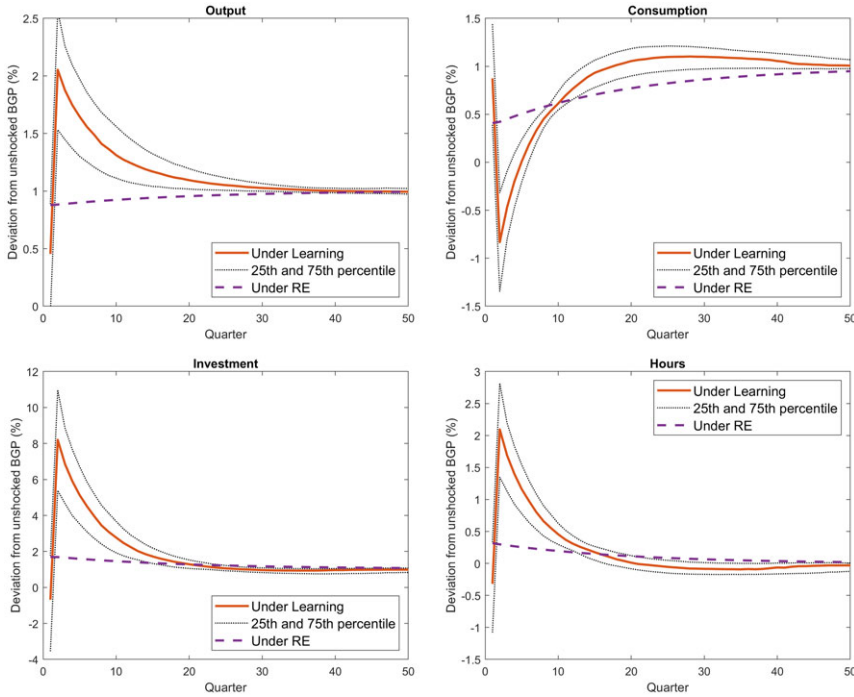 Output
Deviation from unshocked BGP (%)
2.5
2
1.5
1
0.5
0
0
10
20
30
40
50
Quarter
Under Learning
25th and 75th percentile
Under RE
Consumption
Deviation from unshocked BGP (%)
1.5
1
0.5
0
-0.5
-1
-1.5
0
10
20
30
40
50
Quarter
Under Learning
25th and 75th percentile
Under RE
Investment
Deviation from unshocked BGP (%)
12
10
8
6
4
2
0
-2
-4
0
10
20
30
40
50
Quarter
Under Learning
25th and 75th percentile
Under RE
Hours
Deviation from unshocked BGP (%)
3
2.5
2
1.5
1
0.5
0
-0.5
-1
-1.5
0
10
20
30
40
50
Quarter
Under Learning
25th and 75th percentile
Under RE